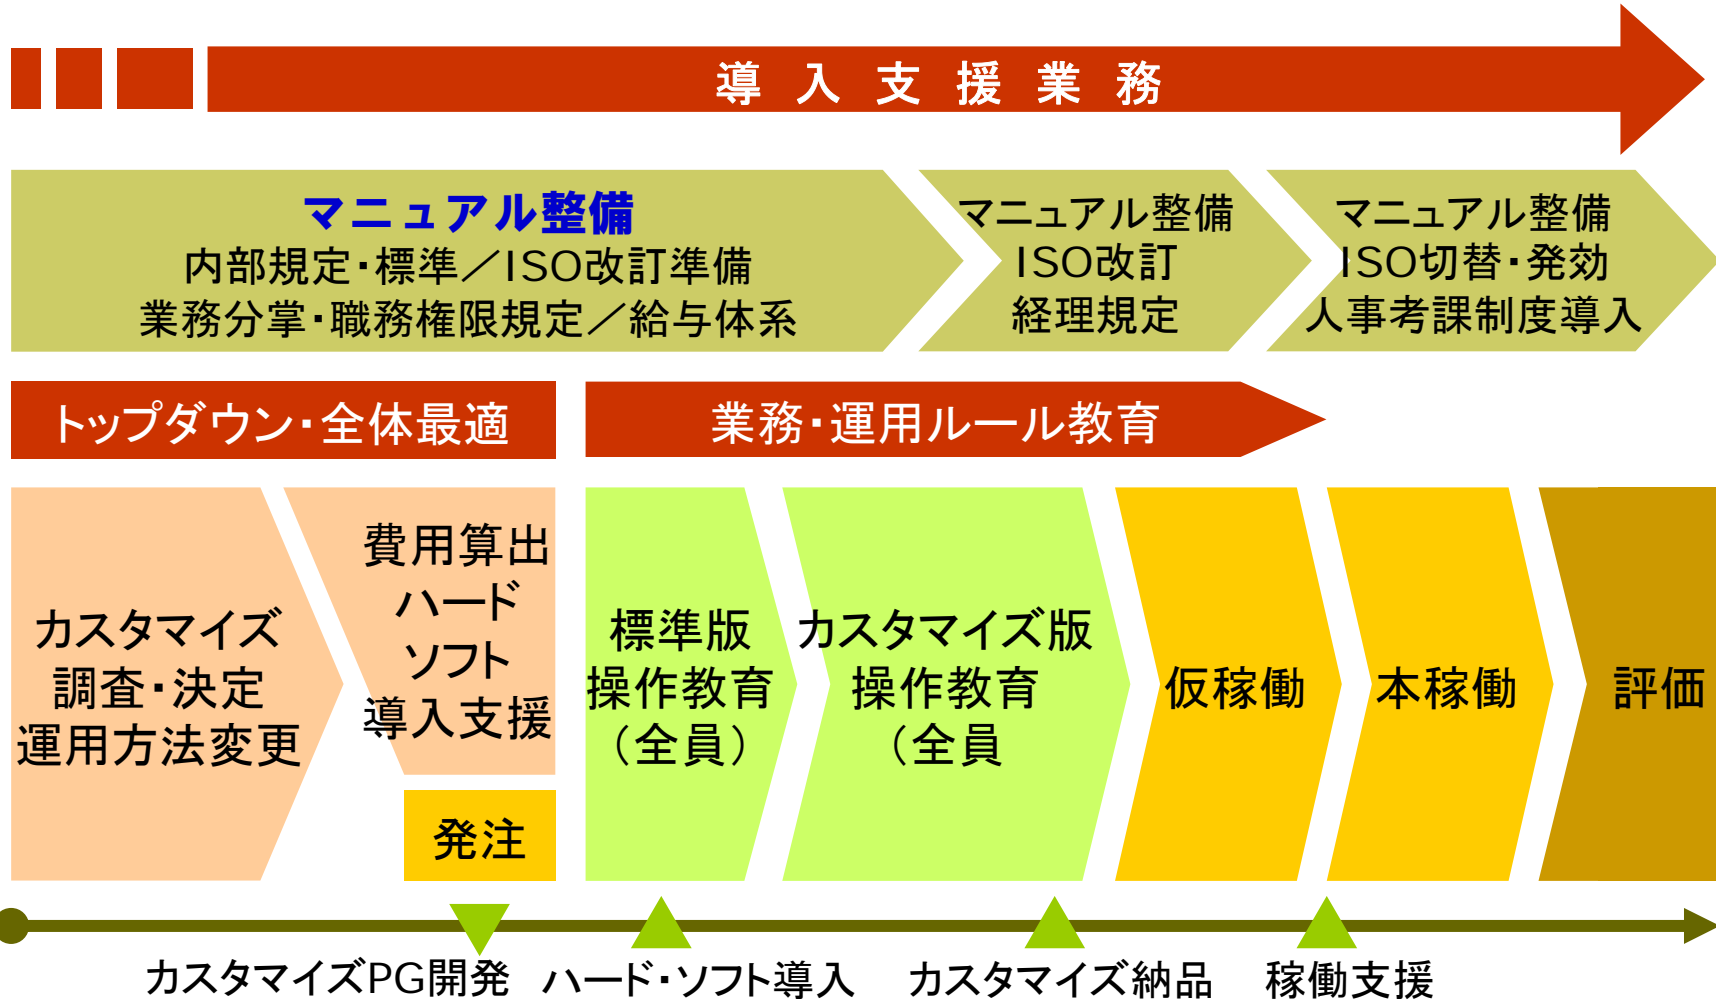 導入支援業務
マニュアル整備
内部規定・標準／ISO改訂準備
業務分掌・職務権限規定／給与体系
マニュアル整備
ISO改訂
経理規定
マニュアル整備
ISO切替・発効
人事考課制度導入
トップダウン・全体最適
業務・運用ルール教育
カスタマイズ
調査・決定
運用方法変更
費用算出
ハード
ソフト
導入支援
発注
標準版
操作教育
（全員）
カスタマイズ版
操作教育
（全員
仮稼働
本稼働
評価
カスタマイズPG開発
ハード・ソフト導入
カスタマイズ納品
稼働支援